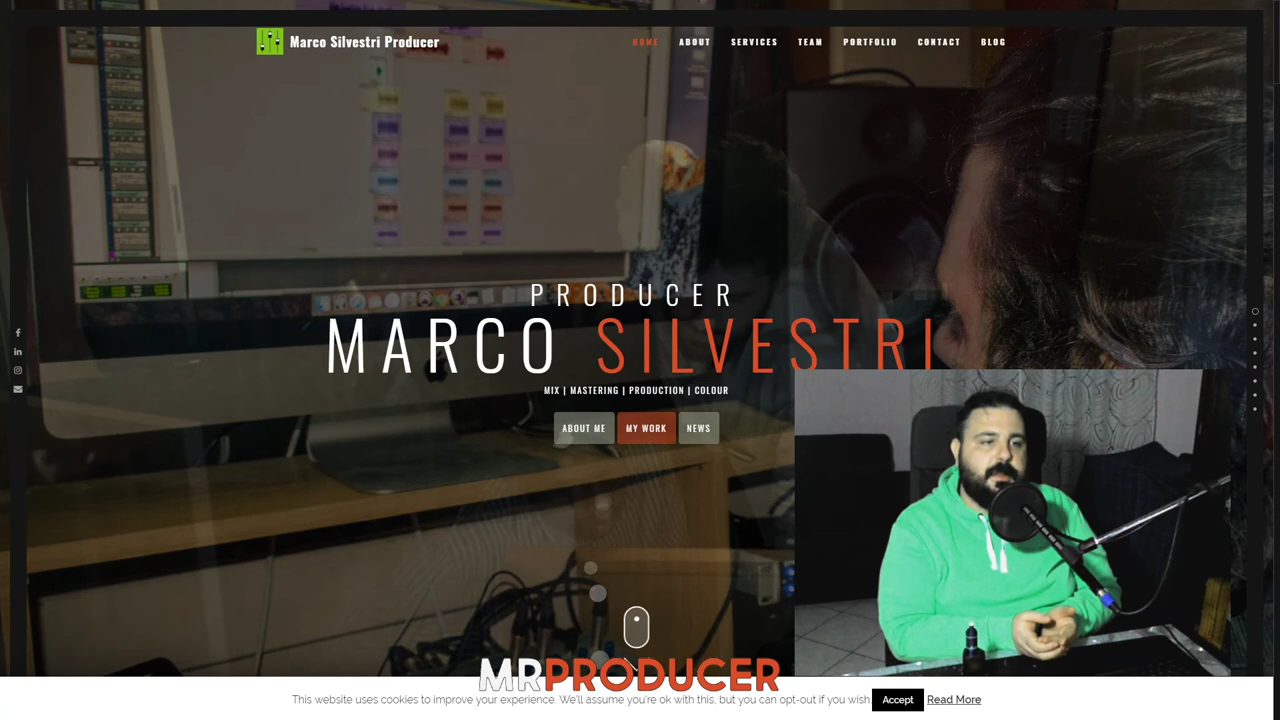 Marco Silvestri Producer
HOME ABOUT SERVICES TEAM PORTFOLIO CONTACT BLOG
PRODUCER
MARCO SILVESTRI
MIX | MASTERING | PRODUCTION | COLOUR
ABOUT ME MY WORK NEWS
MRPRODUCER
This website uses cookies to improve your experience. We'll assume you're ok with this, but you can opt-out if you wish. Accept Read More